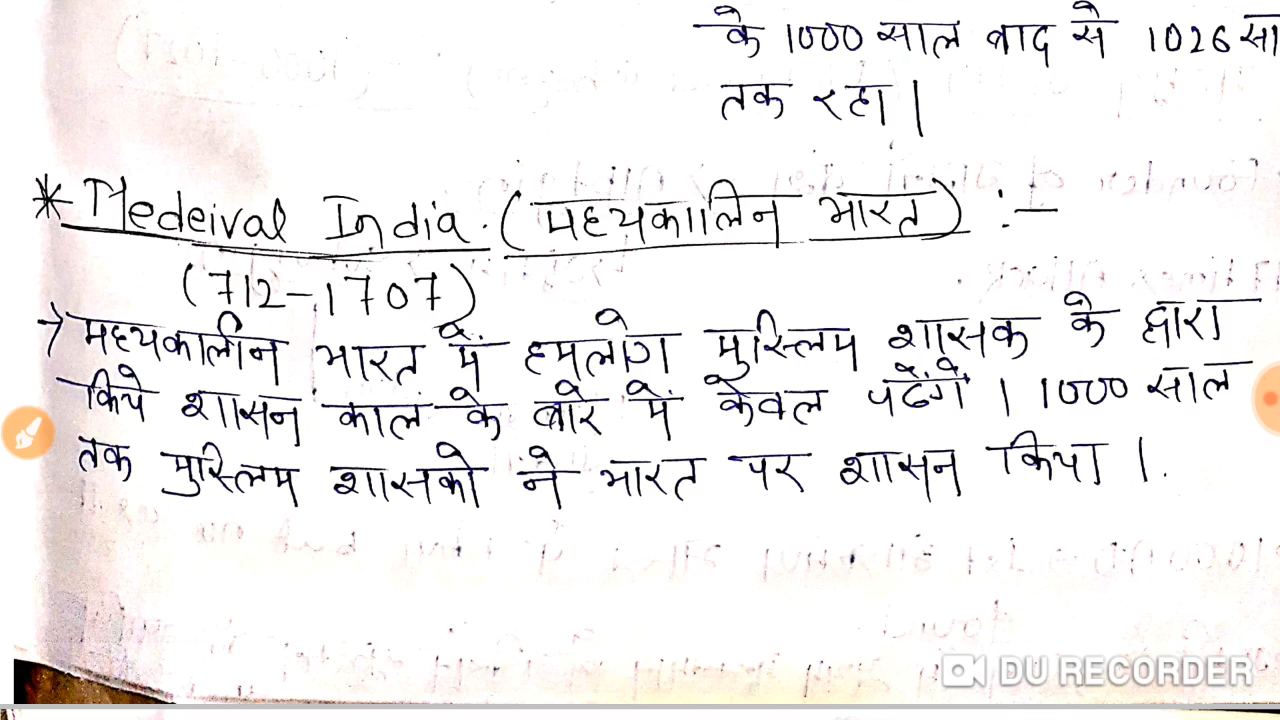 के 1000 साल बाद से 1026 सा
तक रहा।
* Medeival India. (मध्यकालिन भारत) :-
(712-1707)
→ मध्यकालीन भारत में हमलोग मुस्लिम शासक के द्वारा
किये शासन काल के बारे में केवल पढेंगे। 1000 साल
तक मुस्लिम शासको ने भारत पर शासन किया।
DU RECORDER